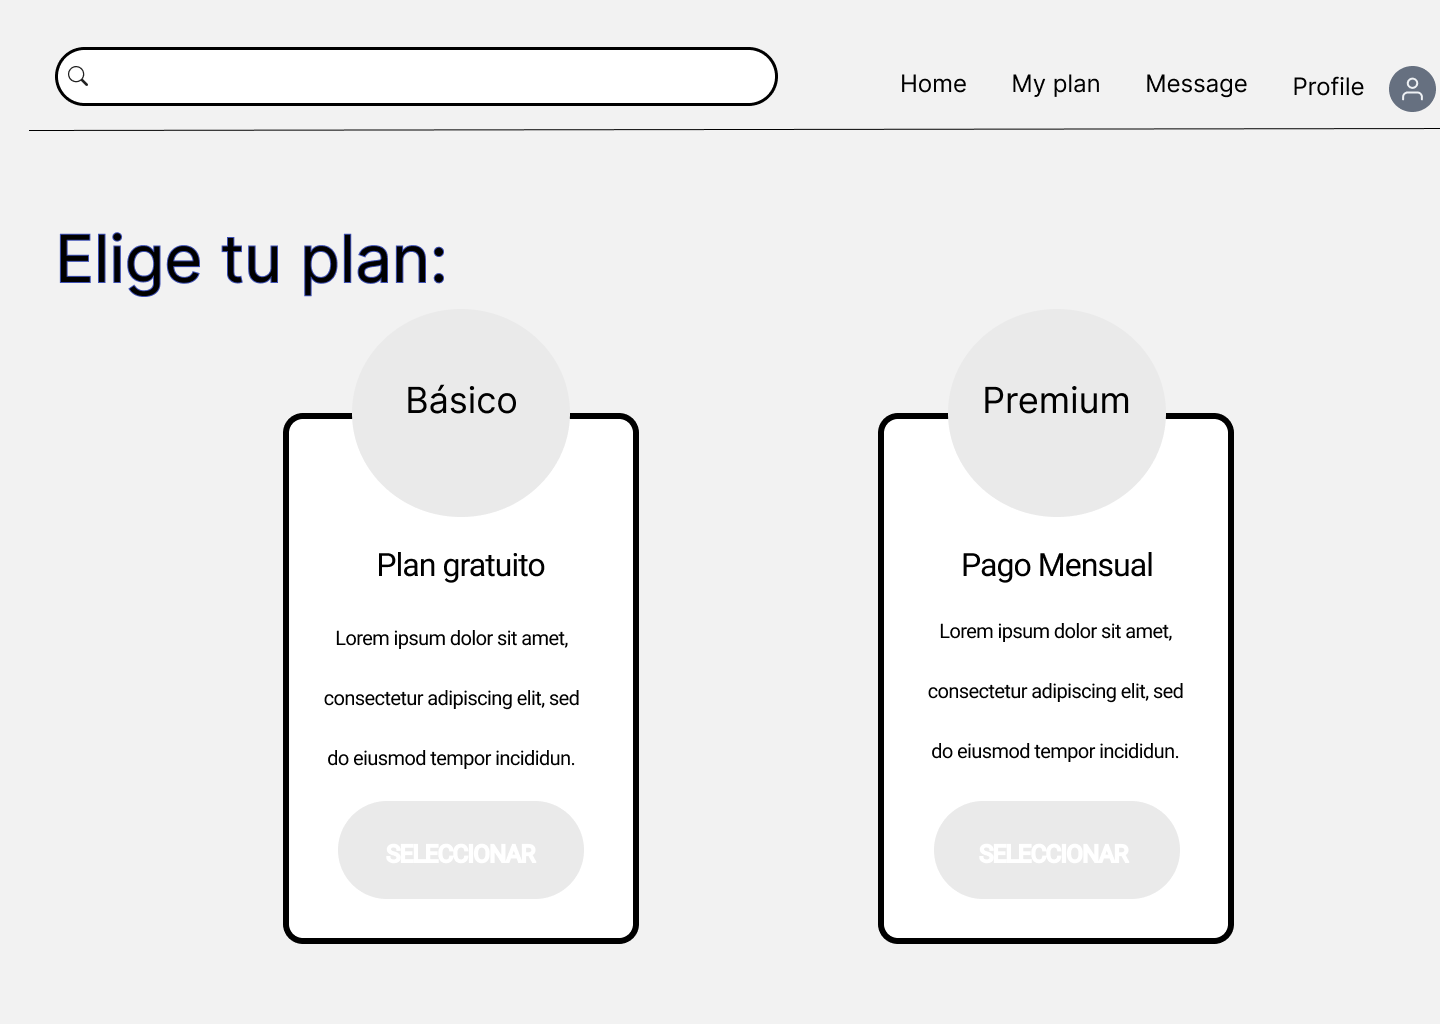 Home My plan Message Profile
Elige tu plan:
Básico
Plan gratuito
Lorem ipsum dolor sit amet,
consectetur adipiscing elit, sed
do eiusmod tempor incididun.
SELECCIONAR
Premium
Pago Mensual
Lorem ipsum dolor sit amet,
consectetur adipiscing elit, sed
do eiusmod tempor incididun.
SELECCIONAR